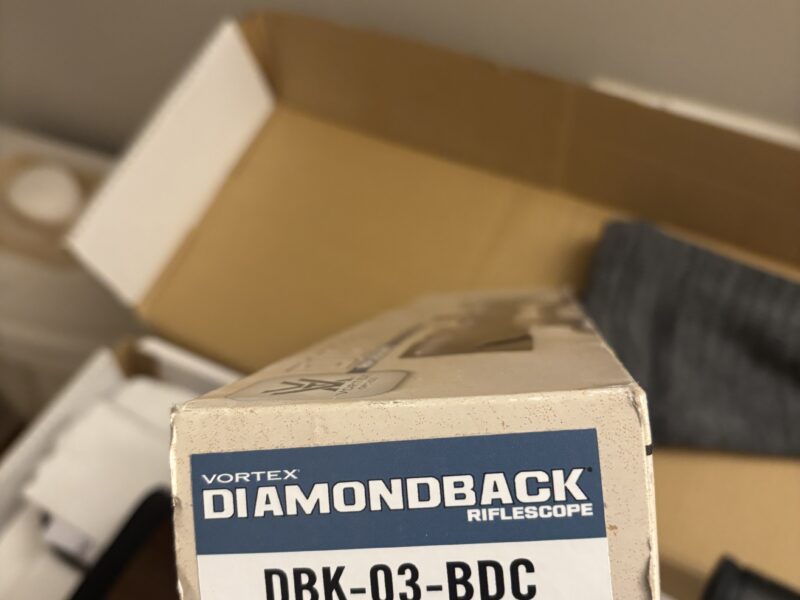 VORTEX
DIAMONDBACK
RIFLESCOPE
DBK-03-BDC